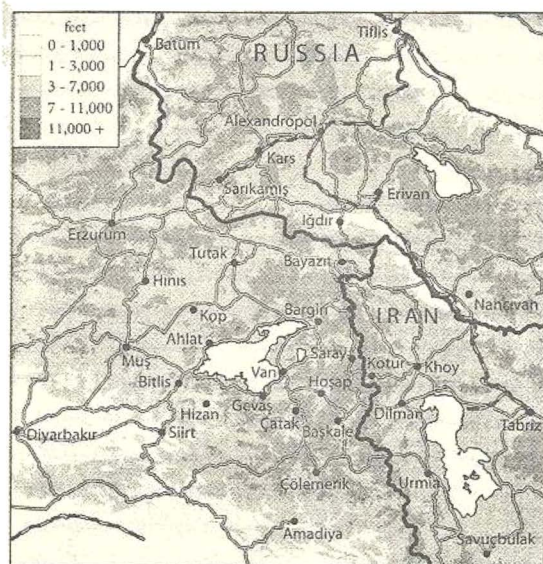 feet
0 - 1,000
1 - 3,000
3 - 7,000
7 - 11,000
11,000 +
Batum
RUSSIA
Tiflis
Alexandropol
Kars
Sarıkamış
Erivan
Iğdır
Erzurum
Tutak
Bayazıt
Hınıs
Nahçıvan
Kop
Bargiri
IRAN
Ahlat
Muş
Saray
Kotur
Khoy
Van
Bitlis
Hoşap
Gevaş
Hizan
Dilman
Çatak
Tabriz
Başkale
Diyarbakır
Siirt
Çölemerik
Urmia
Amadiya
Savuçbulak